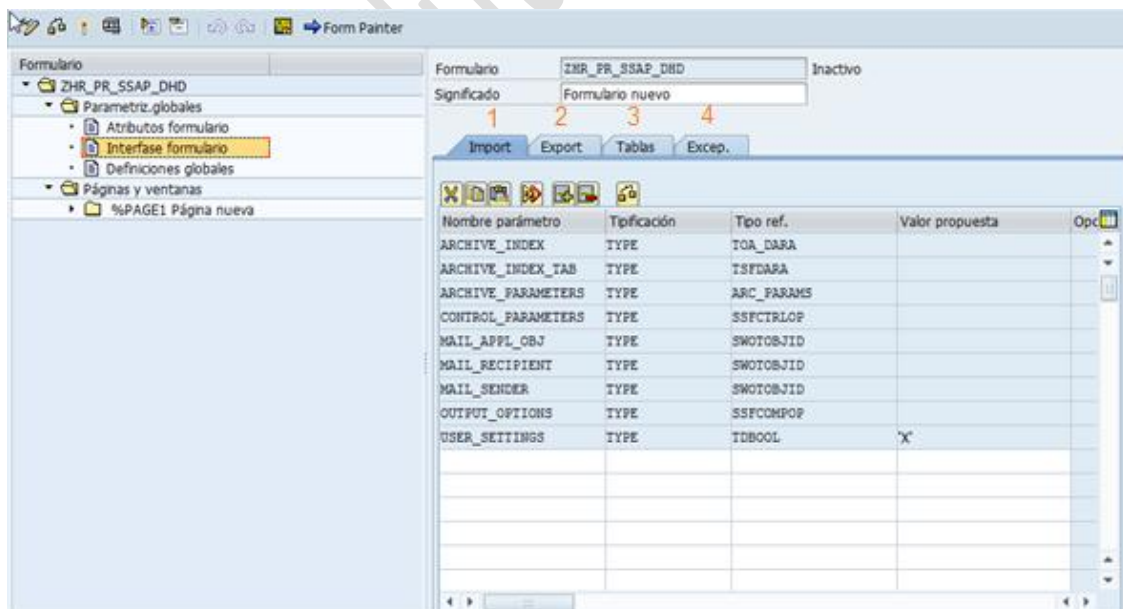 Form Painter
Formulario
ZHR_PR_SSAP_DHD
Parametriz.globales
Atributos formulario
Interfase formulario
Definiciones globales
Páginas y ventanas
%PAGE1 Página nueva
Formulario ZHR_PR_SSAP_DHD Inactivo
Significado Formulario nuevo
1 2 3 4
Import Export Tablas Excep.
Nombre parámetro Tipificación Tipo ref. Valor propuesta Opc
ARCHIVE_INDEX TYPE TOA_DARA
ARCHIVE_INDEX_TAB TYPE TSFDARA
ARCHIVE_PARAMETERS TYPE ARC_PARAMS
CONTROL_PARAMETERS TYPE SSFCTRLOP
MAIL_APPL_OBJ TYPE SWOTOBJID
MAIL_RECIPIENT TYPE SWOTOBJID
MAIL_SENDER TYPE SWOTOBJID
OUTPUT_OPTIONS TYPE SSFCOMPOP
USER_SETTINGS TYPE TDBOOL 'X'